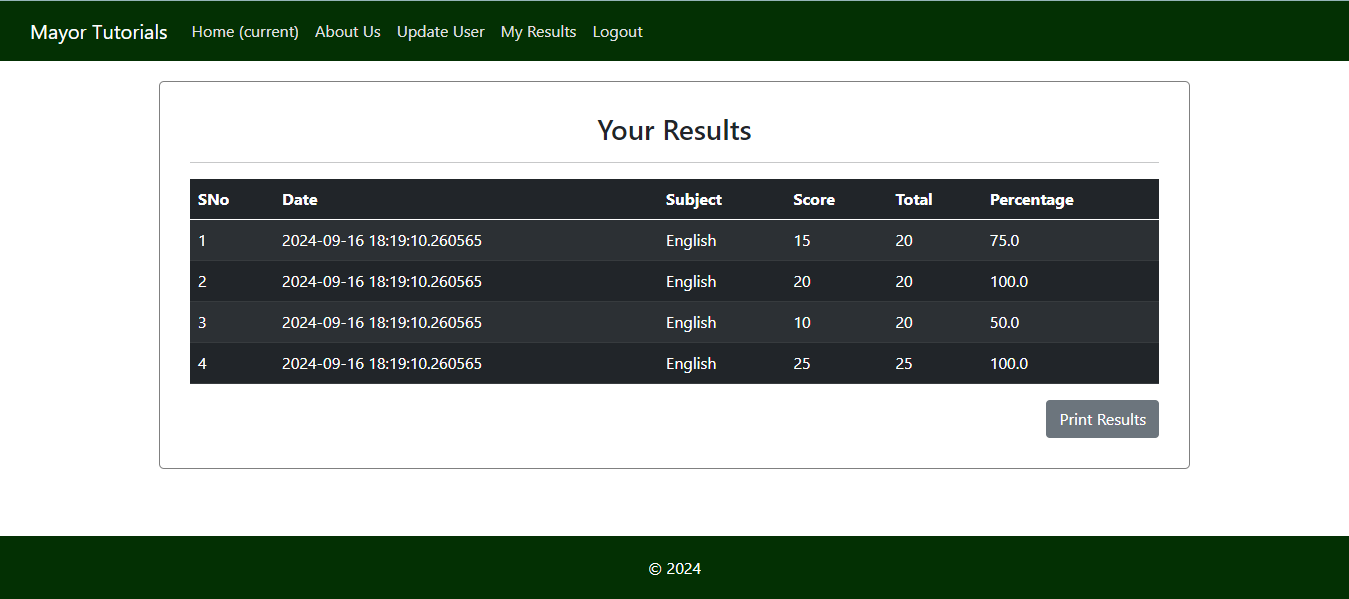 Mayor Tutorials Home (current) About Us Update User My Results Logout
Your Results
SNo Date Subject Score Total Percentage
1 2024-09-16 18:19:10.260565 English 15 20 75.0
2 2024-09-16 18:19:10.260565 English 20 20 100.0
3 2024-09-16 18:19:10.260565 English 10 20 50.0
4 2024-09-16 18:19:10.260565 English 25 25 100.0
Print Results
© 2024